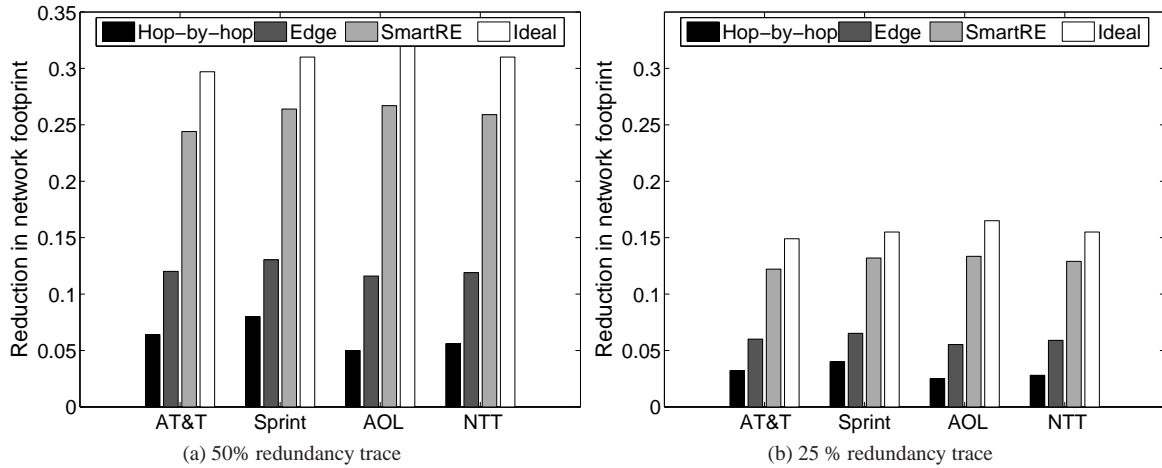 Hop−by−hop Edge SmartRE Ideal
Reduction in network footprint
0.35
0.3
0.25
0.2
0.15
0.1
0.05
0
AT&T Sprint AOL NTT
(a) 50% redundancy trace
Hop−by−hop Edge SmartRE Ideal
Reduction in network footprint
0.35
0.3
0.25
0.2
0.15
0.1
0.05
0
AT&T Sprint AOL NTT
(b) 25 % redundancy trace